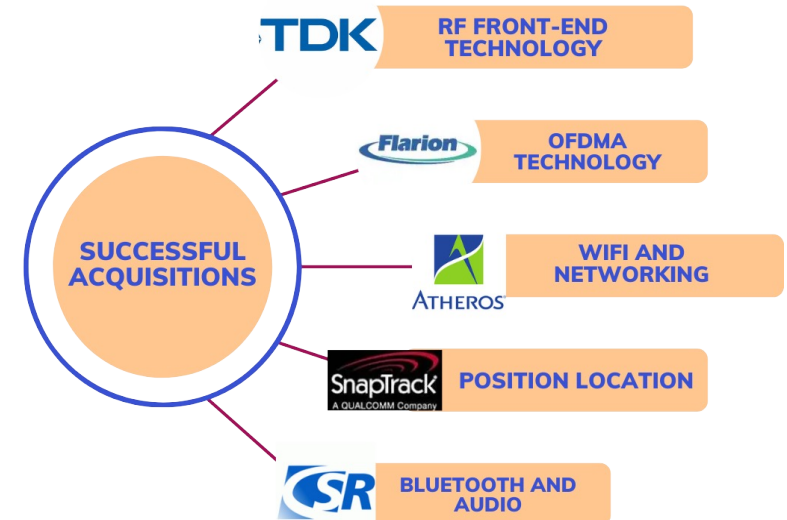 TDK
RF FRONT-END
TECHNOLOGY
Flarion
OFDMA
TECHNOLOGY
SUCCESSFUL
ACQUISITIONS
ATHEROS
WIFI AND
NETWORKING
SnapTrack
A QUALCOMM Company
POSITION LOCATION
CSR
BLUETOOTH AND
AUDIO